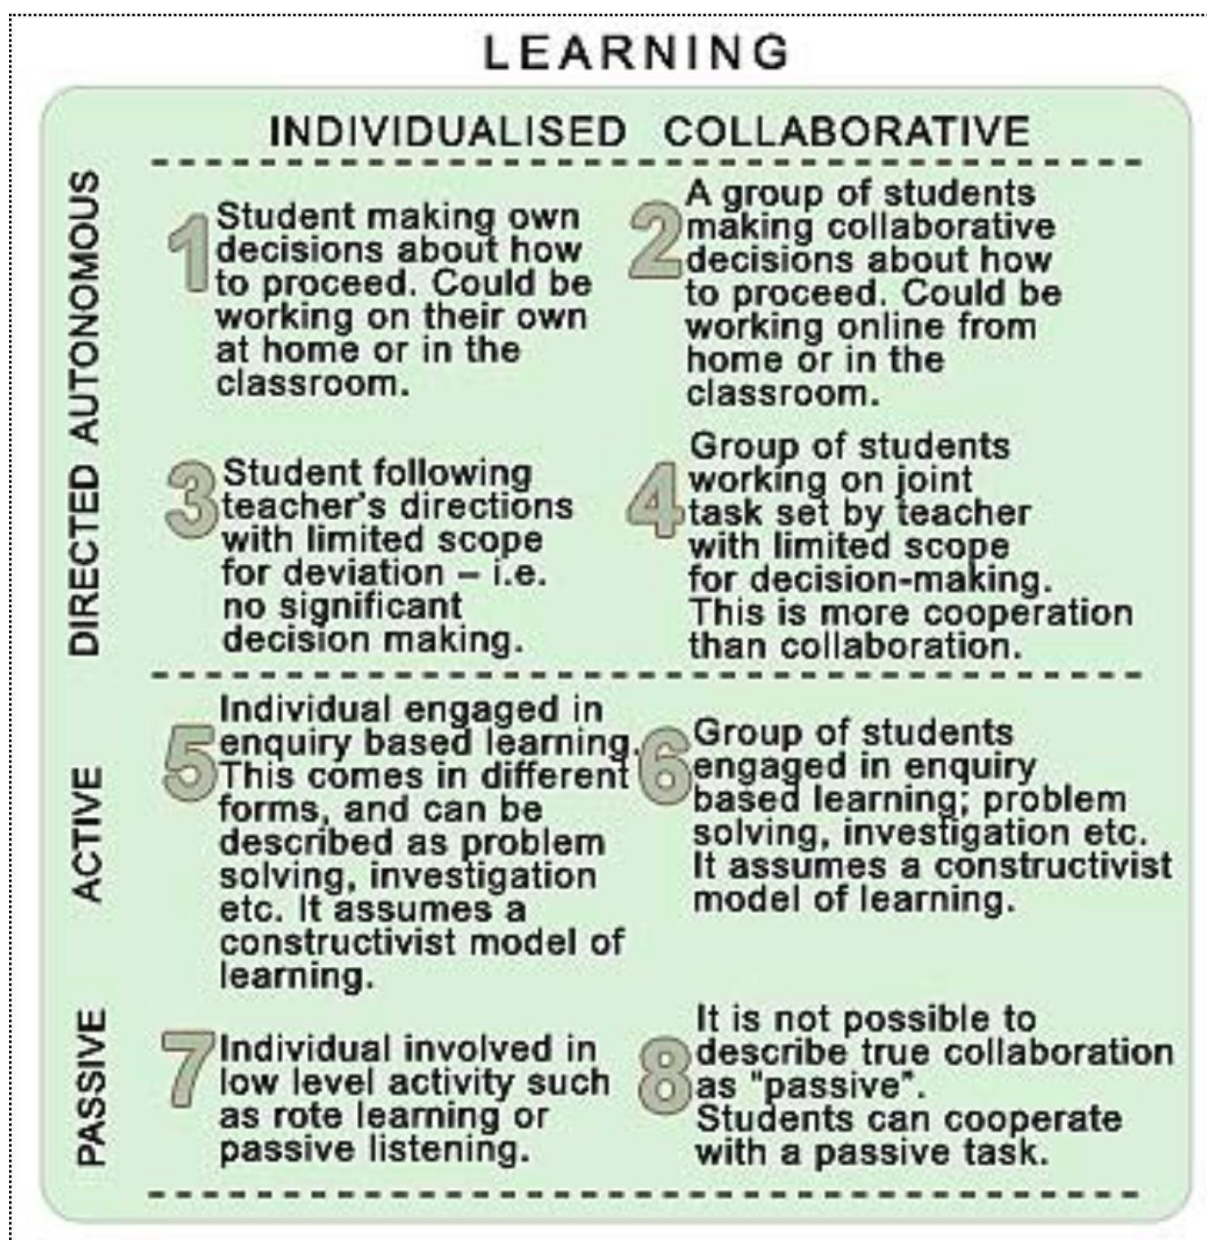 LEARNING
INDIVIDUALISED COLLABORATIVE
DIRECTED AUTONOMOUS
1 Student making own
decisions about how
to proceed. Could be
working on their own
at home or in the
classroom.
2 A group of students
making collaborative
decisions about how
to proceed. Could be
working online from
home or in the
classroom.
3 Student following
teacher's directions
with limited scope
for deviation – i.e.
no significant
decision making.
4 Group of students
working on joint
task set by teacher
with limited scope
for decision-making.
This is more cooperation
than collaboration.
ACTIVE
5 Individual engaged in
enquiry based learning.
This comes in different
forms, and can be
described as problem
solving, investigation
etc. It assumes a
constructivist model of
learning.
6 Group of students
engaged in enquiry
based learning; problem
solving, investigation etc.
It assumes a constructivist
model of learning.
PASSIVE
7 Individual involved in
low level activity such
as rote learning or
passive listening.
8 It is not possible to
describe true collaboration
as "passive".
Students can cooperate
with a passive task.